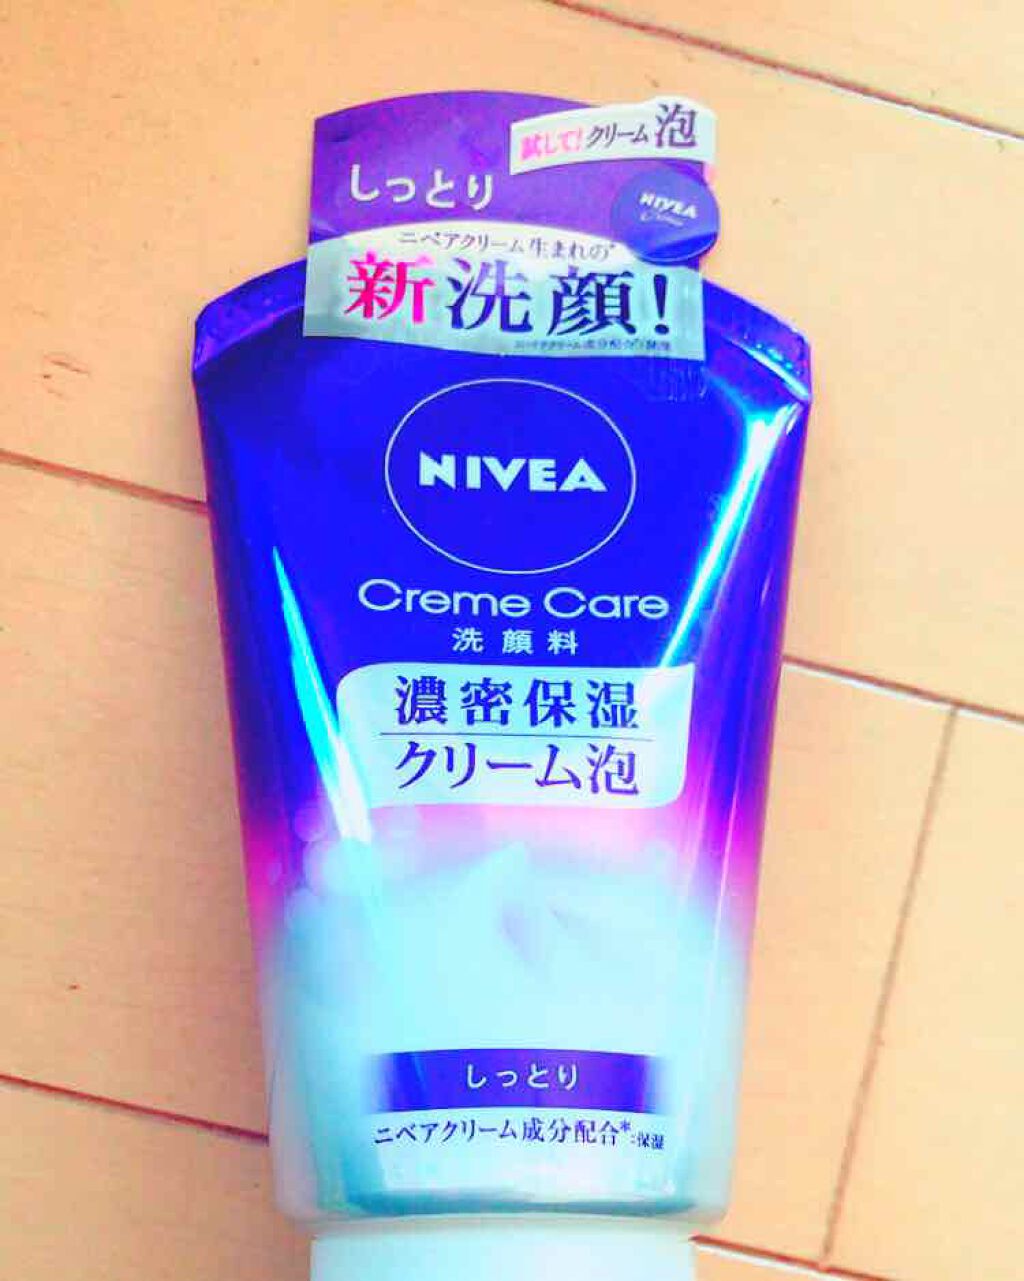 試して!クリーム泡
しっとり
NIVEA
Creme
ニベアクリーム生まれの*
新洗顔!
NIVEA
Creme Care
洗顔料
濃密保湿
クリーム泡
しっとり
ニベアクリーム成分配合*:保湿